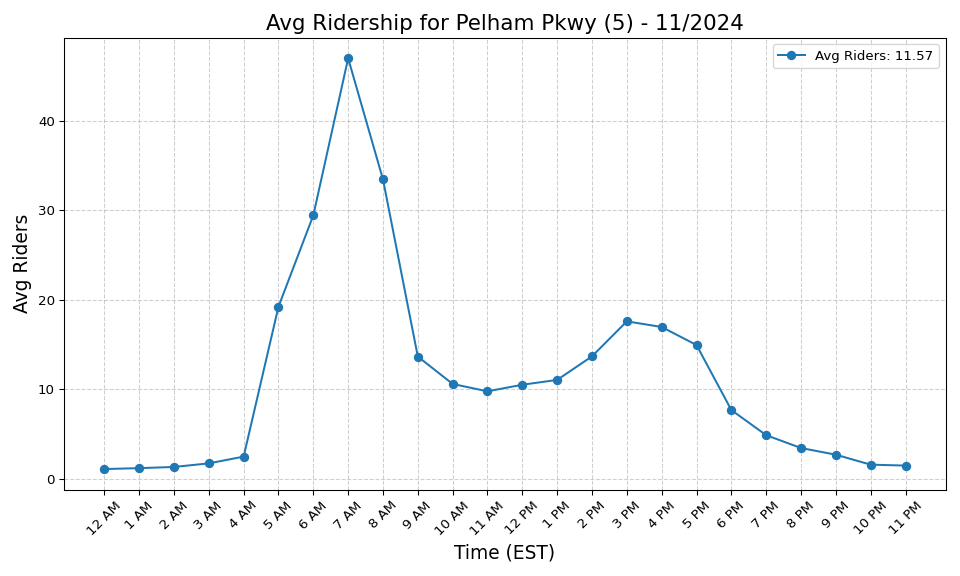 Avg Ridership for Pelham Pkwy (5) - 11/2024
Avg Riders: 11.57
Avg Riders
40
30
20
10
0
12 AM
1 AM
2 AM
3 AM
4 AM
5 AM
6 AM
7 AM
8 AM
9 AM
10 AM
11 AM
12 PM
1 PM
2 PM
3 PM
4 PM
5 PM
6 PM
7 PM
8 PM
9 PM
10 PM
11 PM
Time (EST)